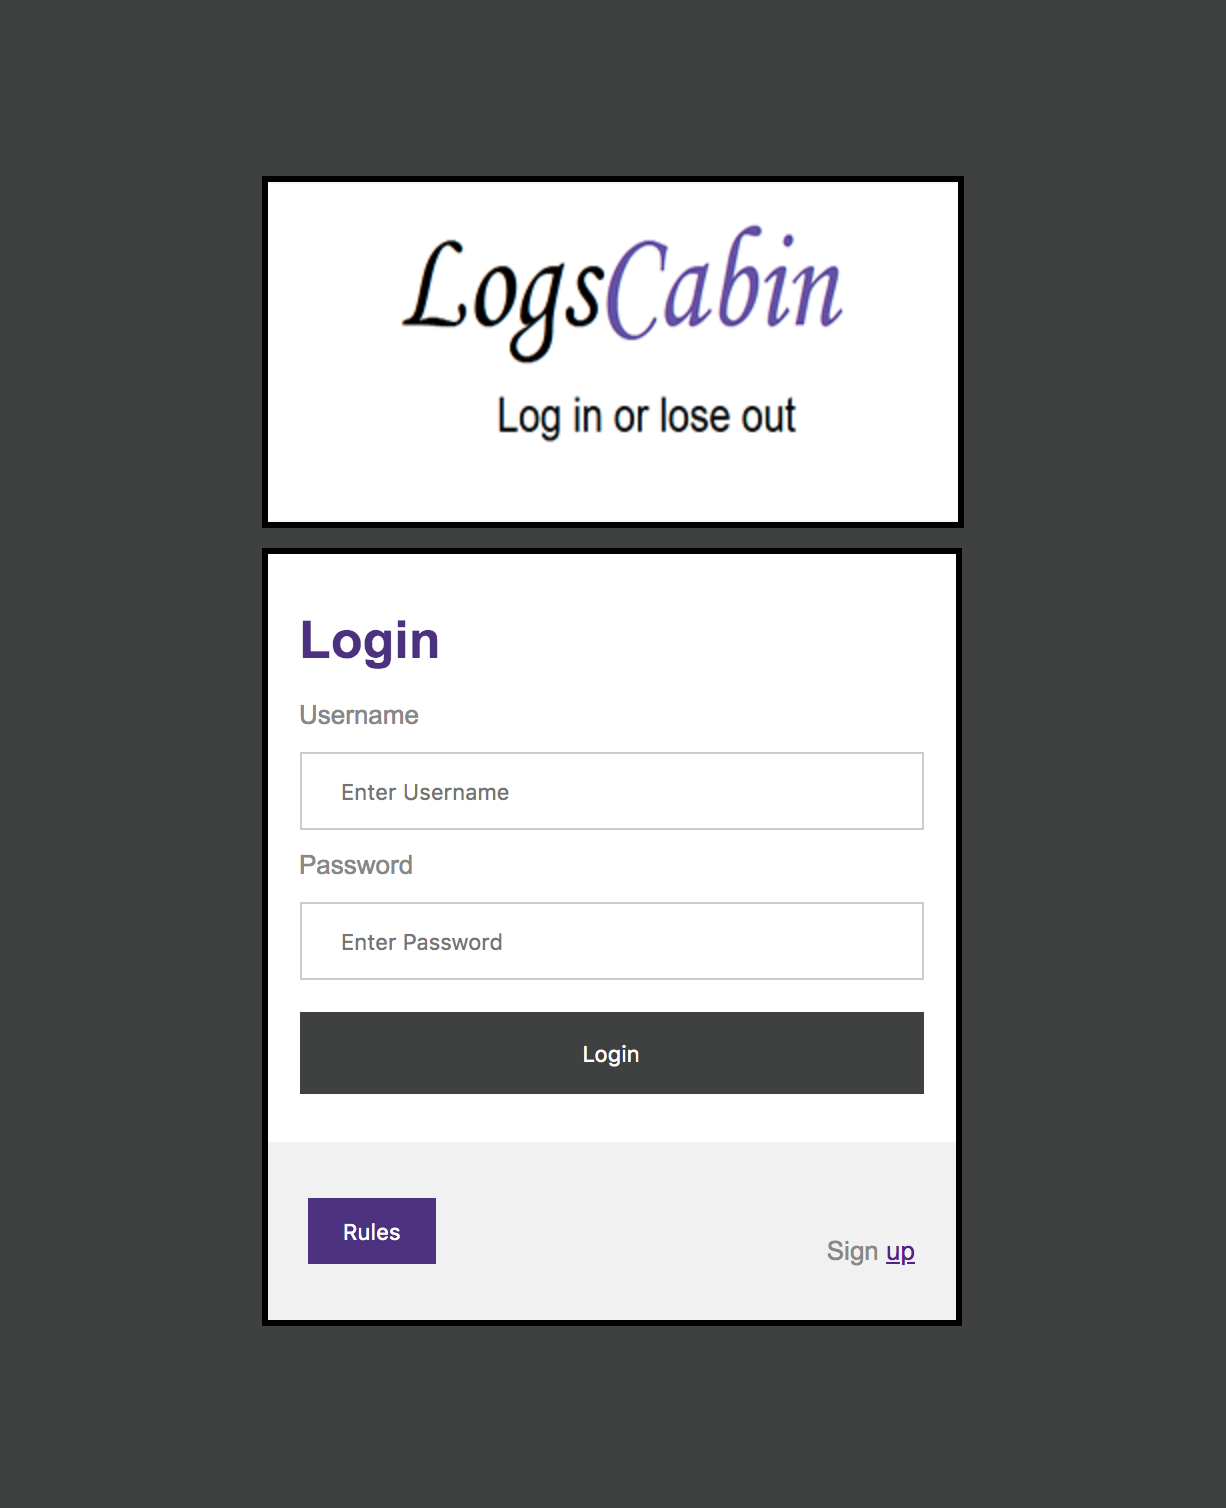 LogsCabin
Log in or lose out
Login
Username
Enter Username
Password
Enter Password
Login
Rules
Sign up